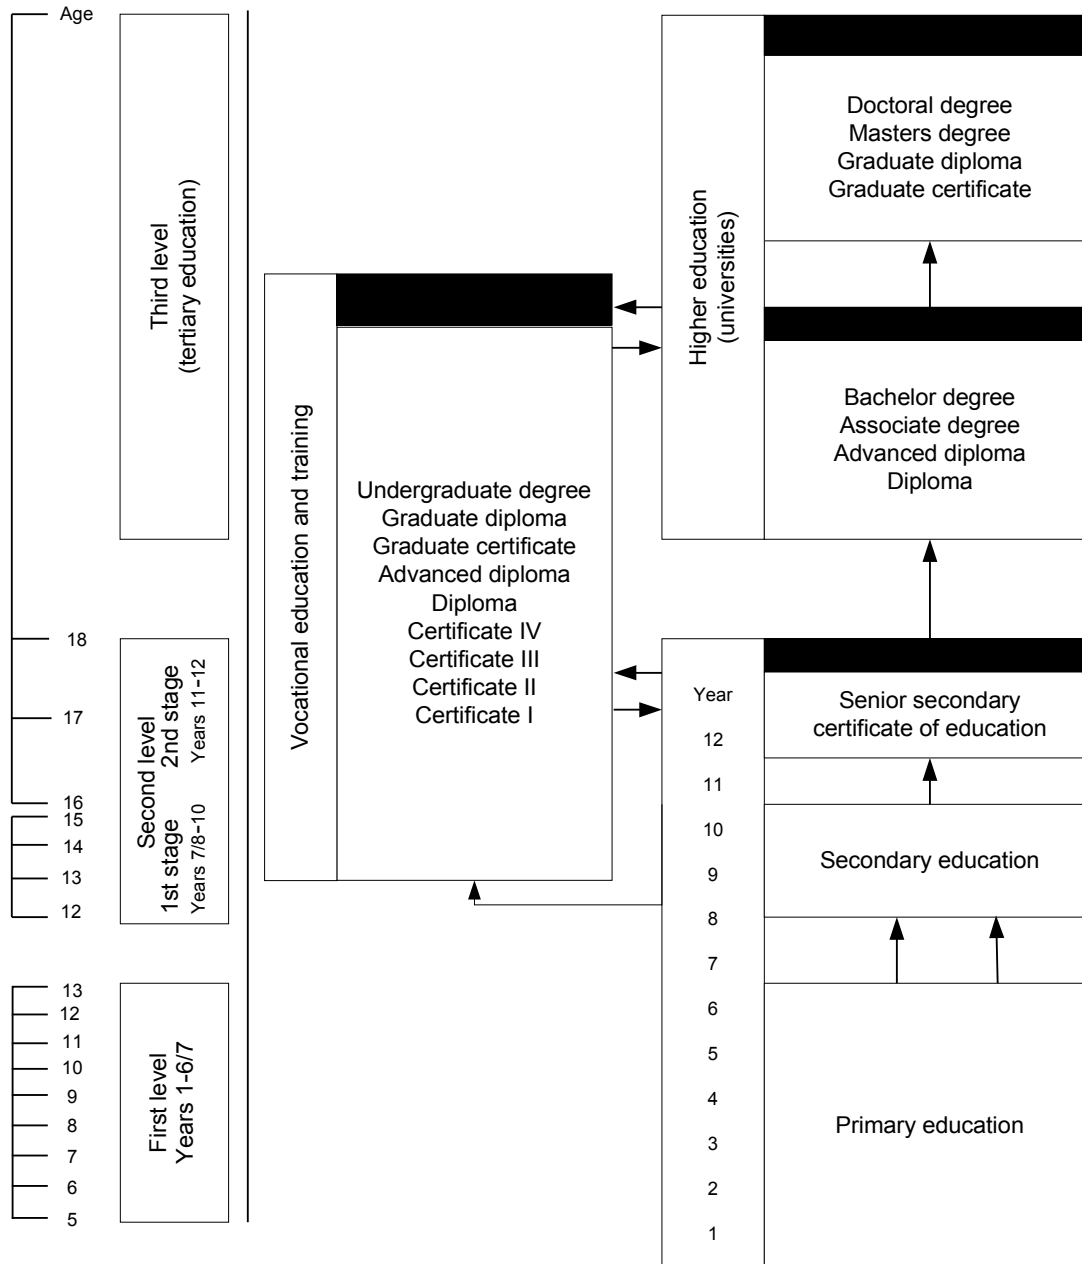 Age
18
17
16
15
14
13
12
13
12
11
10
9
8
7
6
5
Third level
(tertiary education)
Second level
1st stage 2nd stage
Years 7/8-10 Years 11-12
First level
Years 1-6/7
Vocational education and training
Undergraduate degree
Graduate diploma
Graduate certificate
Advanced diploma
Diploma
Certificate IV
Certificate III
Certificate II
Certificate I
Higher education
(universities)
Doctoral degree
Masters degree
Graduate diploma
Graduate certificate
Bachelor degree
Associate degree
Advanced diploma
Diploma
Year
12
11
10
9
8
7
6
5
4
3
2
1
Senior secondary
certificate of education
Secondary education
Primary education